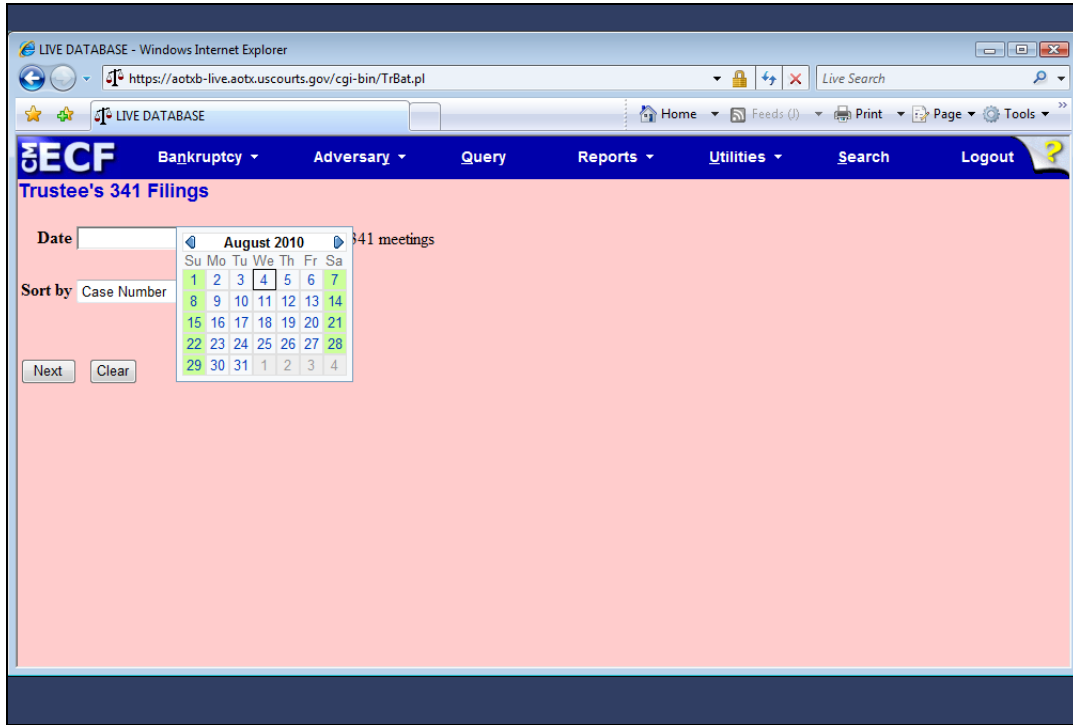 LIVE DATABASE - Windows Internet Explorer
https://aotxb-live.aotx.uscourts.gov/cgi-bin/TrBat.pl Live Search
LIVE DATABASE Home Feeds (J) Print Page Tools »
CM ECF Bankruptcy Adversary Query Reports Utilities Search Logout ?
Trustee's 341 Filings
Date 341 meetings
August 2010
Su Mo Tu We Th Fr Sa
1 2 3 4 5 6 7
Sort by Case Number
8 9 10 11 12 13 14
15 16 17 18 19 20 21
22 23 24 25 26 27 28
29 30 31 1 2 3 4
Next Clear